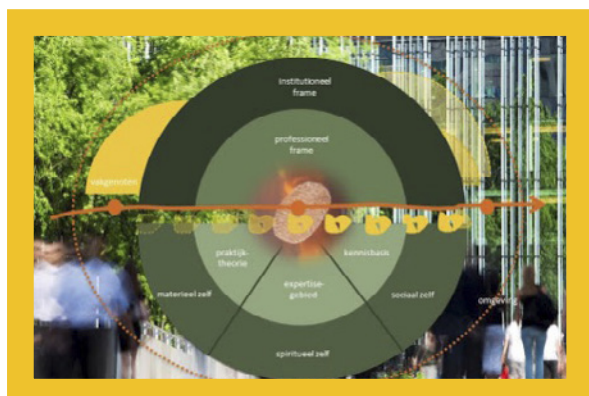 institutioneel
frame
professioneel
frame
vakgenoten
praktijk-
theorie
kennisbasis
materieel zelf
expertise-
gebied
sociaal zelf
omgeving
spiritueel zelf